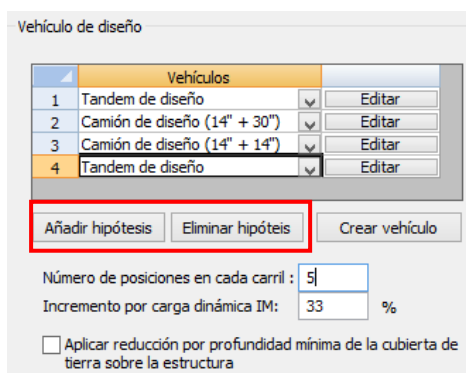 Vehículo de diseño
Vehículos
1 Tandem de diseño Editar
2 Camión de diseño (14" + 30") Editar
3 Camión de diseño (14" + 14") Editar
4 Tandem de diseño Editar
Añadir hipótesis Eliminar hipóteis Crear vehículo
Número de posiciones en cada carril : 5
Incremento por carga dinámica IM: 33 %
Aplicar reducción por profundidad mínima de la cubierta de
tierra sobre la estructura